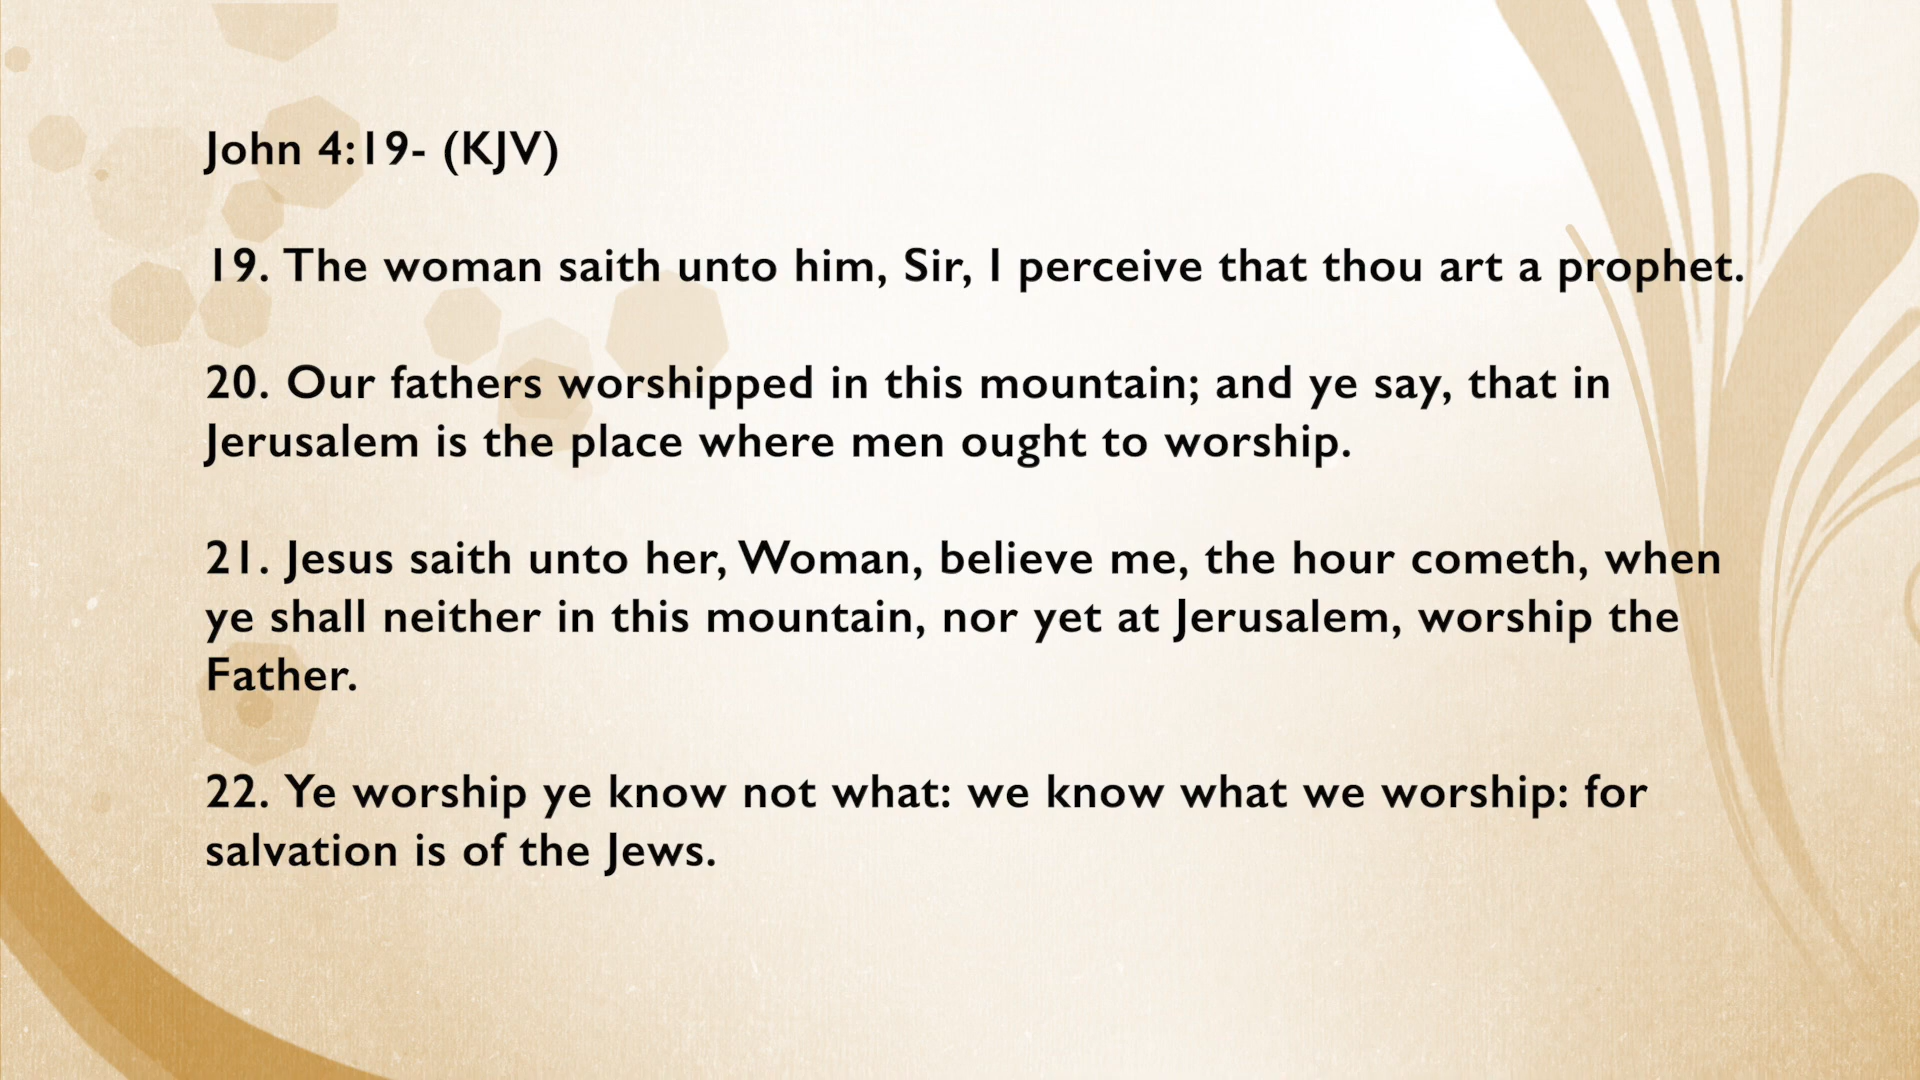 John 4:19- (KJV)
19. The woman saith unto him, Sir, I perceive that thou art a prophet.
20. Our fathers worshipped in this mountain; and ye say, that in
Jerusalem is the place where men ought to worship.
21. Jesus saith unto her, Woman, believe me, the hour cometh, when
ye shall neither in this mountain, nor yet at Jerusalem, worship the
Father.
22. Ye worship ye know not what: we know what we worship: for
salvation is of the Jews.